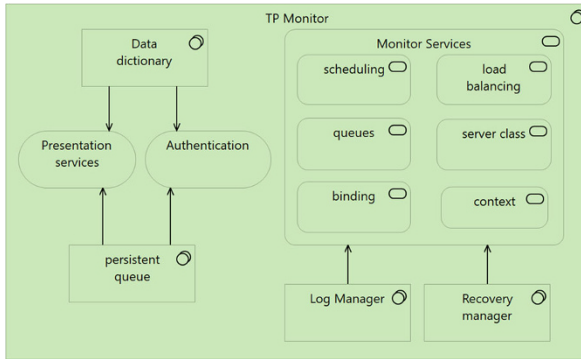 TP Monitor
Data
dictionary
Presentation
services
Authentication
persistent
queue
Monitor Services
scheduling
load
balancing
queues
server class
binding
context
Log Manager
Recovery
manager